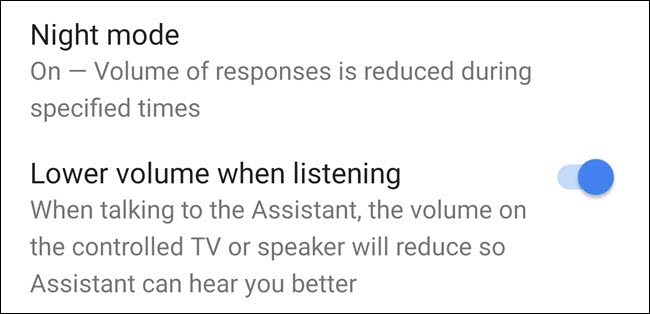 Night mode
On — Volume of responses is reduced during
specified times
Lower volume when listening
When talking to the Assistant, the volume on
the controlled TV or speaker will reduce so
Assistant can hear you better